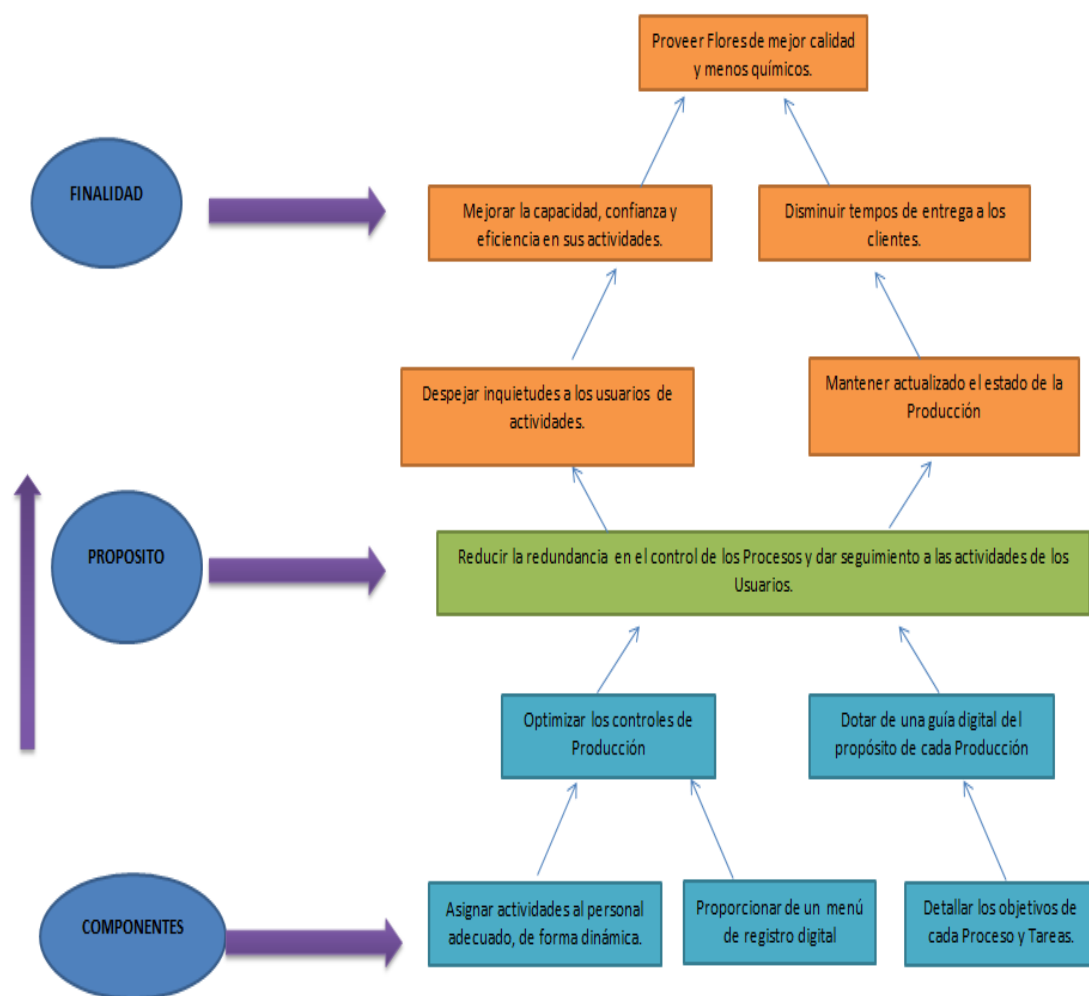 Proveer Flores de mejor calidad
y menos químicos.
FINALIDAD
Mejorar la capacidad, confianza y
eficiencia en sus actividades.
Disminuir tempos de entrega a los
clientes.
Despejar inquietudes a los usuarios de
actividades.
Mantener actualizado el estado de la
Producción
PROPOSITO
Reducir la redundancia en el control de los Procesos y dar seguimiento a las actividades de los
Usuarios.
Optimizar los controles de
Producción
Dotar de una guía digital del
propósito de cada Producción
COMPONENTES
Asignar actividades al personal
adecuado, de forma dinámica.
Proporcionar de un menú
de registro digital
Detallar los objetivos de
cada Proceso y Tareas.